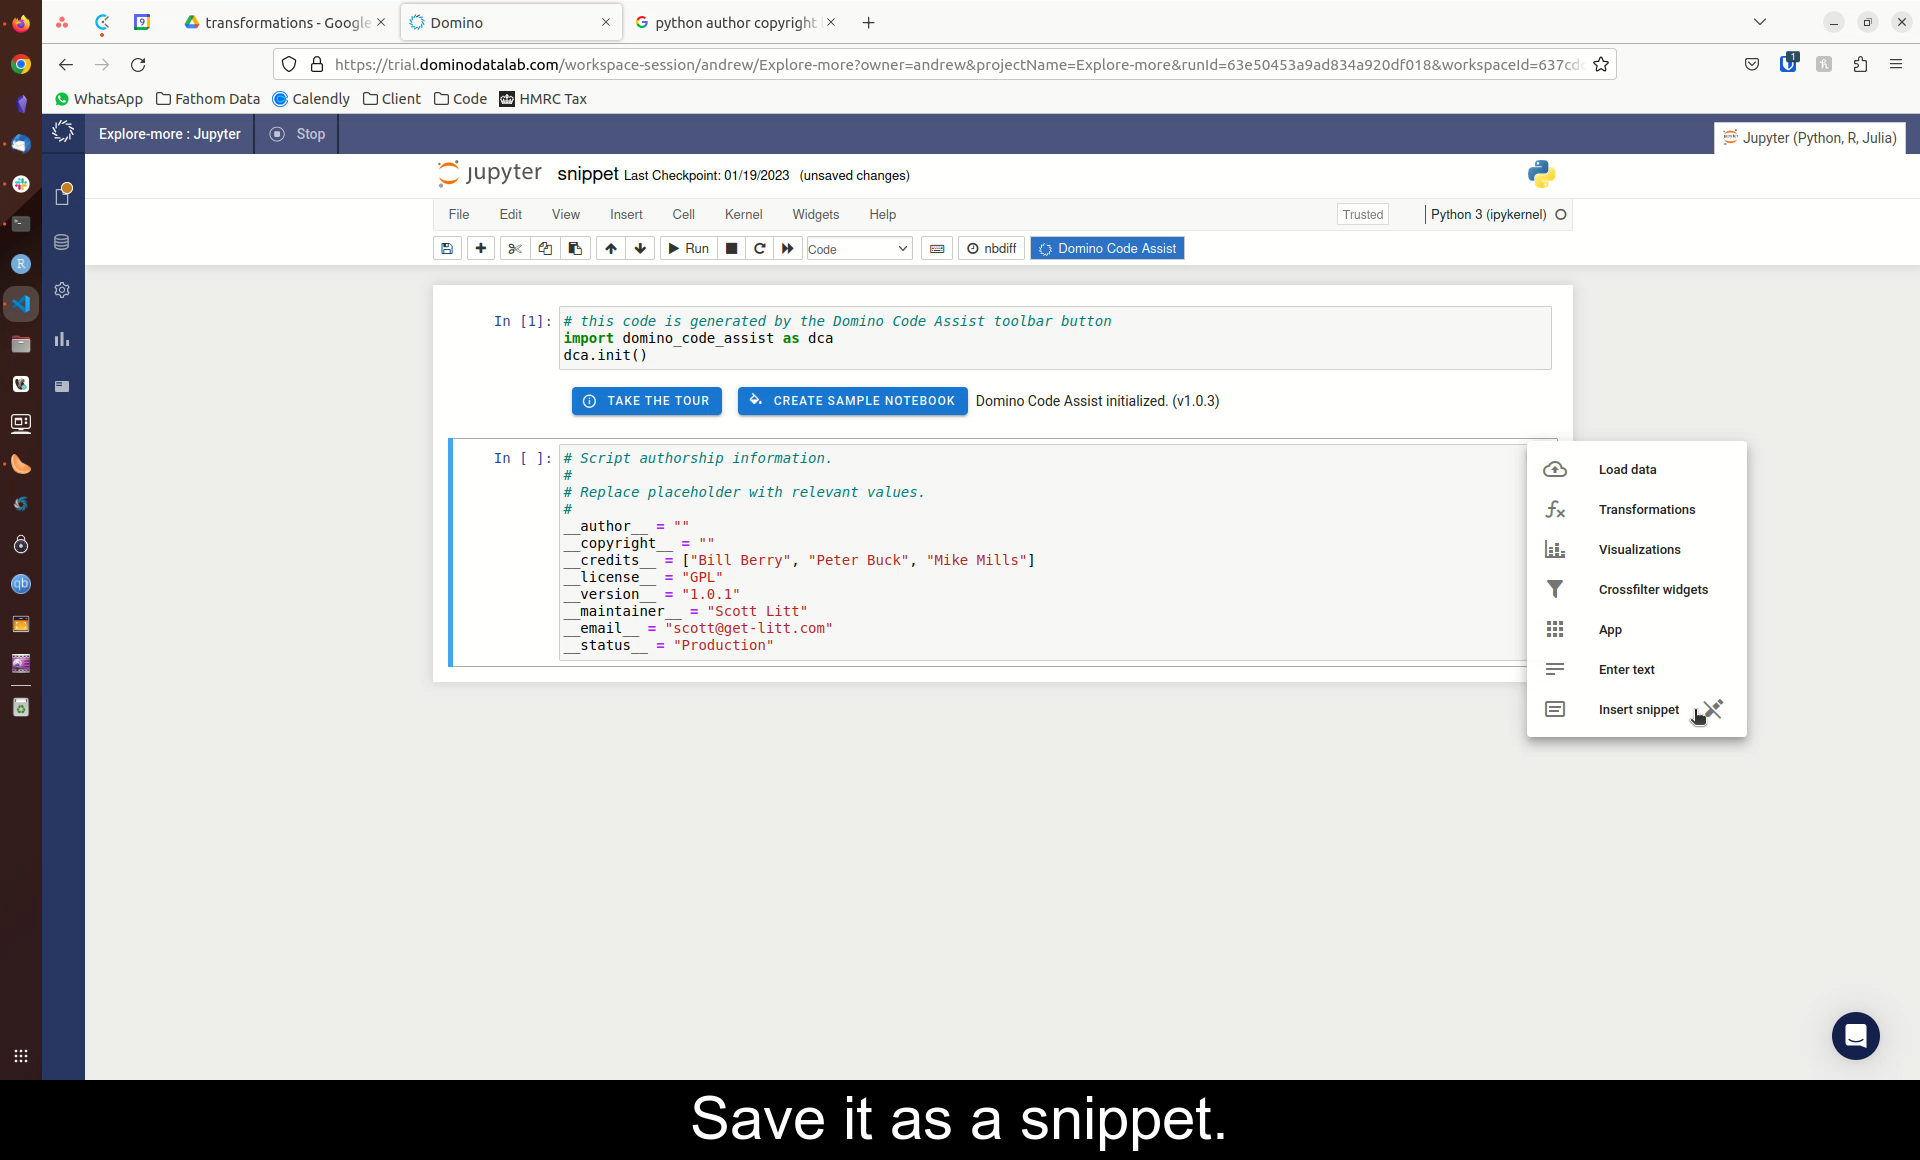 transformations - Google
Domino
python author copyright
https://trial.dominodatalab.com/workspace-session/andrew/Explore-more?owner=andrew&projectName=Explore-more&runId=63e50453a9ad834a920df018&workspaceId=637cd
1
WhatsApp
Fathom Data
Calendly
Client
Code
HMRC Tax
Explore-more : Jupyter
Stop
Jupyter (Python, R, Julia)
jupyter snippet Last Checkpoint: 01/19/2023 (unsaved changes)
File Edit View Insert Cell Kernel Widgets Help
Trusted
Python 3 (ipykernel)
Run
Code
nbdiff
Domino Code Assist
In [1]:
# this code is generated by the Domino Code Assist toolbar button
import domino_code_assist as dca
dca.init()
TAKE THE TOUR
CREATE SAMPLE NOTEBOOK
Domino Code Assist initialized. (v1.0.3)
In [ ]:
# Script authorship information.
#
# Replace placeholder with relevant values.
#
__author__ = ""
__copyright__ = ""
__credits__ = ["Bill Berry", "Peter Buck", "Mike Mills"]
__license__ = "GPL"
__version__ = "1.0.1"
__maintainer__ = "Scott Litt"
__email__ = "scott@get-litt.com"
__status__ = "Production"
Load data
Transformations
Visualizations
Crossfilter widgets
App
Enter text
Insert snippet
Save it as a snippet.